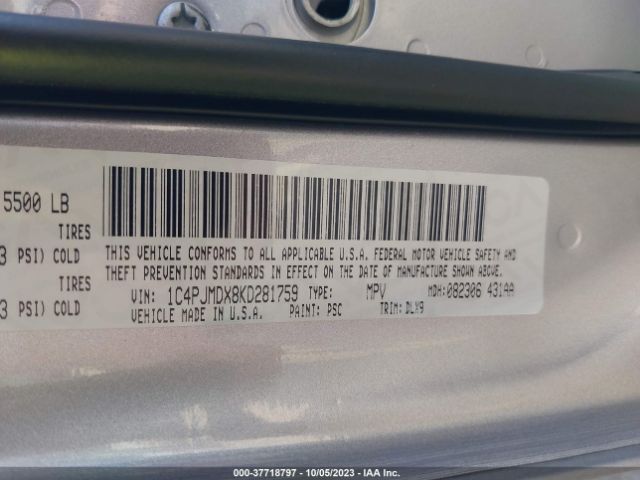 5500 LB
TIRES
PSI) COLD
TIRES
PSI) COLD
THIS VEHICLE CONFORMS TO ALL APPLICABLE U.S.A. FEDERAL MOTOR VEHICLE SAFETY AND
THEFT PREVENTION STANDARDS IN EFFECT ON THE DATE OF MANUFACTURE SHOWN ABOVE.
VIN: 1C4PJMDX8KD281759 TYPE: MPV MDH: 082306 431AA
VEHICLE MADE IN U.S.A. PAINT: PSC TRIM: DLX9
000-37718797 - 10/05/2023 - IAA Inc.